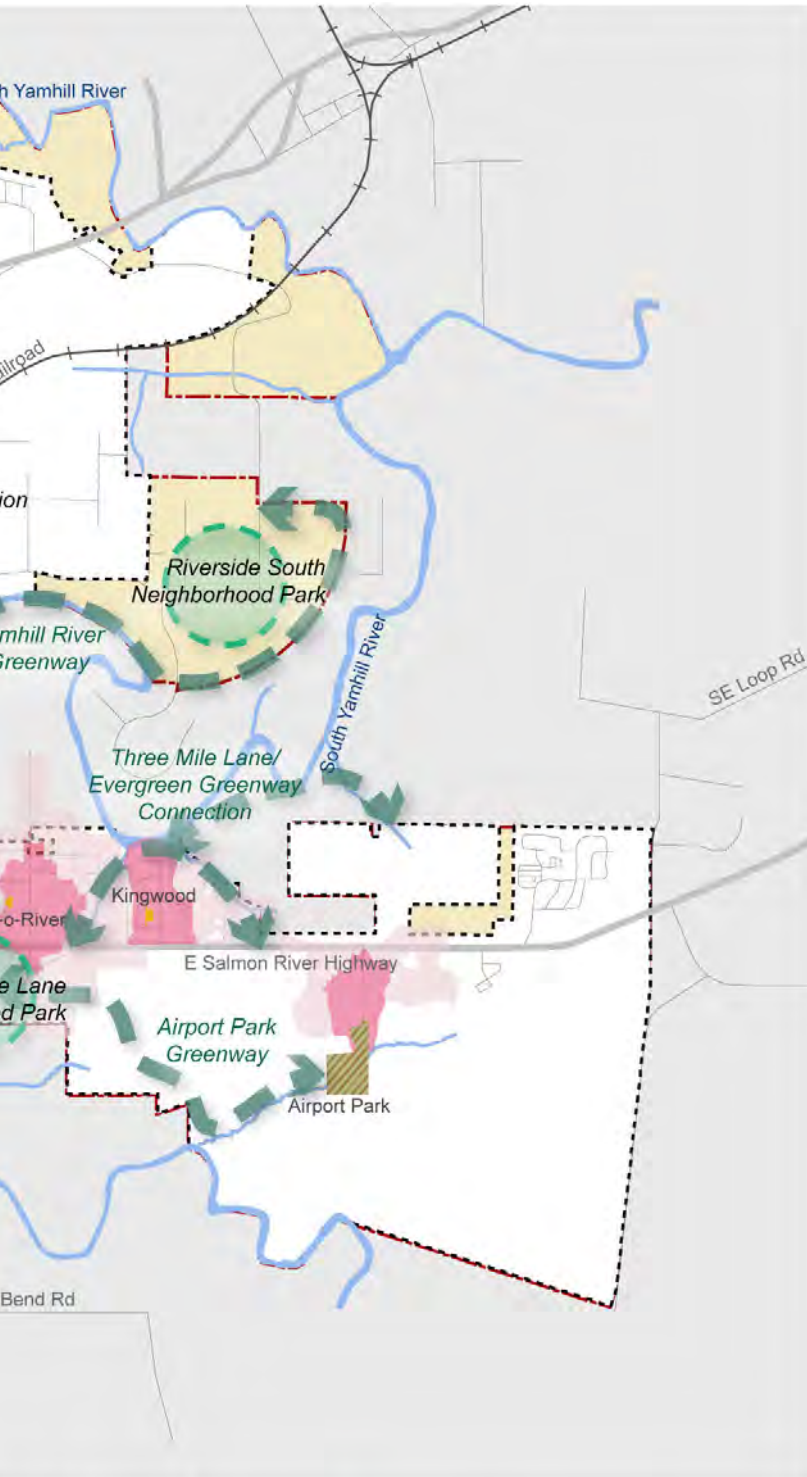 h Yamhill River
ilroad
ion
Riverside South
Neighborhood Park
mhill River
Greenway
South Yamhill River
SE Loop Rd
Three Mile Lane/
Evergreen Greenway
Connection
Kingwood
-o-River
E Salmon River Highway
e Lane
d Park
Airport Park
Greenway
Airport Park
Bend Rd